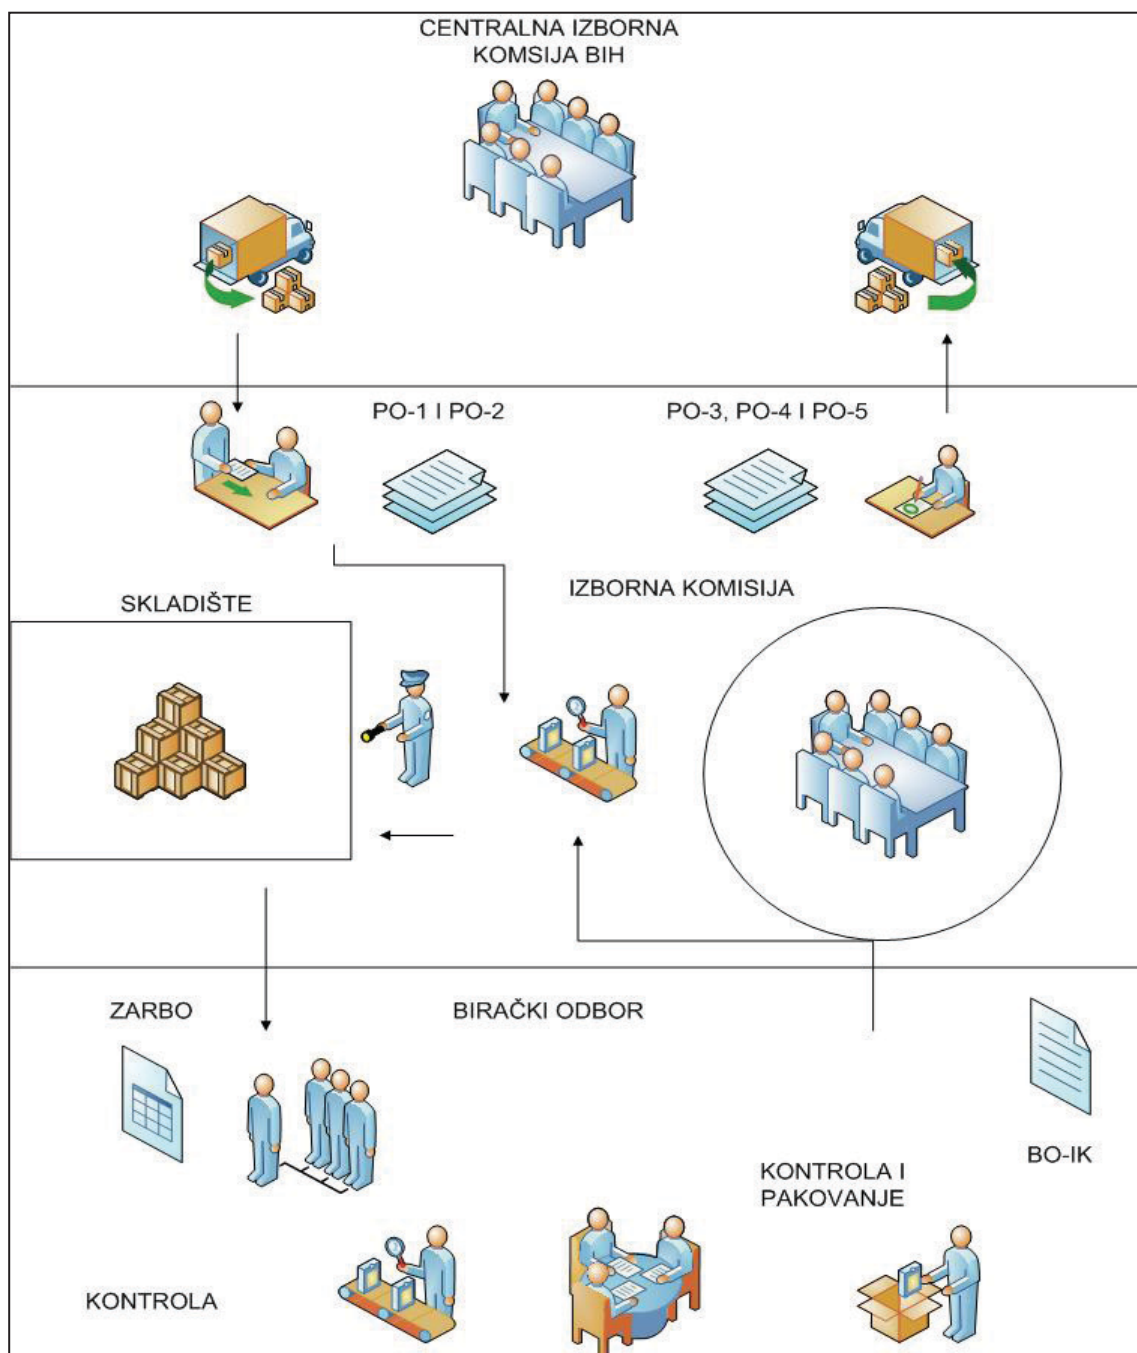 CENTRALNA IZBORNA
KOMSIJA BIH
PO-1 I PO-2
PO-3, PO-4 I PO-5
IZBORNA KOMISIJA
SKLADIŠTE
ZARBO
BIRAČKI ODBOR
BO-IK
KONTROLA I
PAKOVANJE
KONTROLA